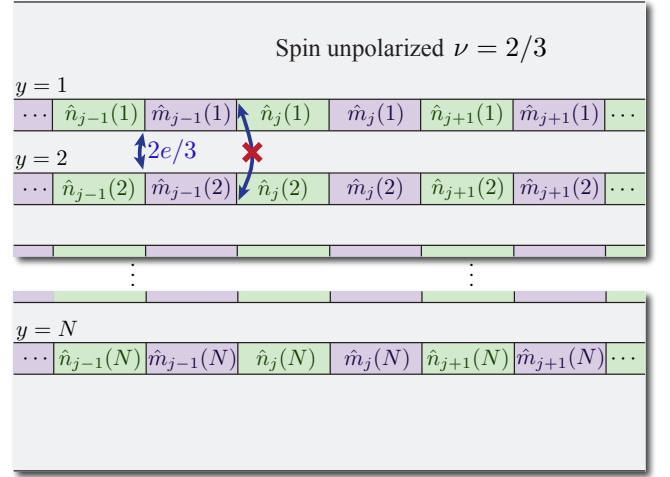 Spin unpolarized ν = 2/3
y = 1
⋯ n̂_{j−1}(1) m̂_{j−1}(1) n̂_j(1) m̂_j(1) n̂_{j+1}(1) m̂_{j+1}(1) ⋯
2e/3
y = 2
⋯ n̂_{j−1}(2) m̂_{j−1}(2) n̂_j(2) m̂_j(2) n̂_{j+1}(2) m̂_{j+1}(2) ⋯
⋮ ⋮
y = N
⋯ n̂_{j−1}(N) m̂_{j−1}(N) n̂_j(N) m̂_j(N) n̂_{j+1}(N) m̂_{j+1}(N) ⋯